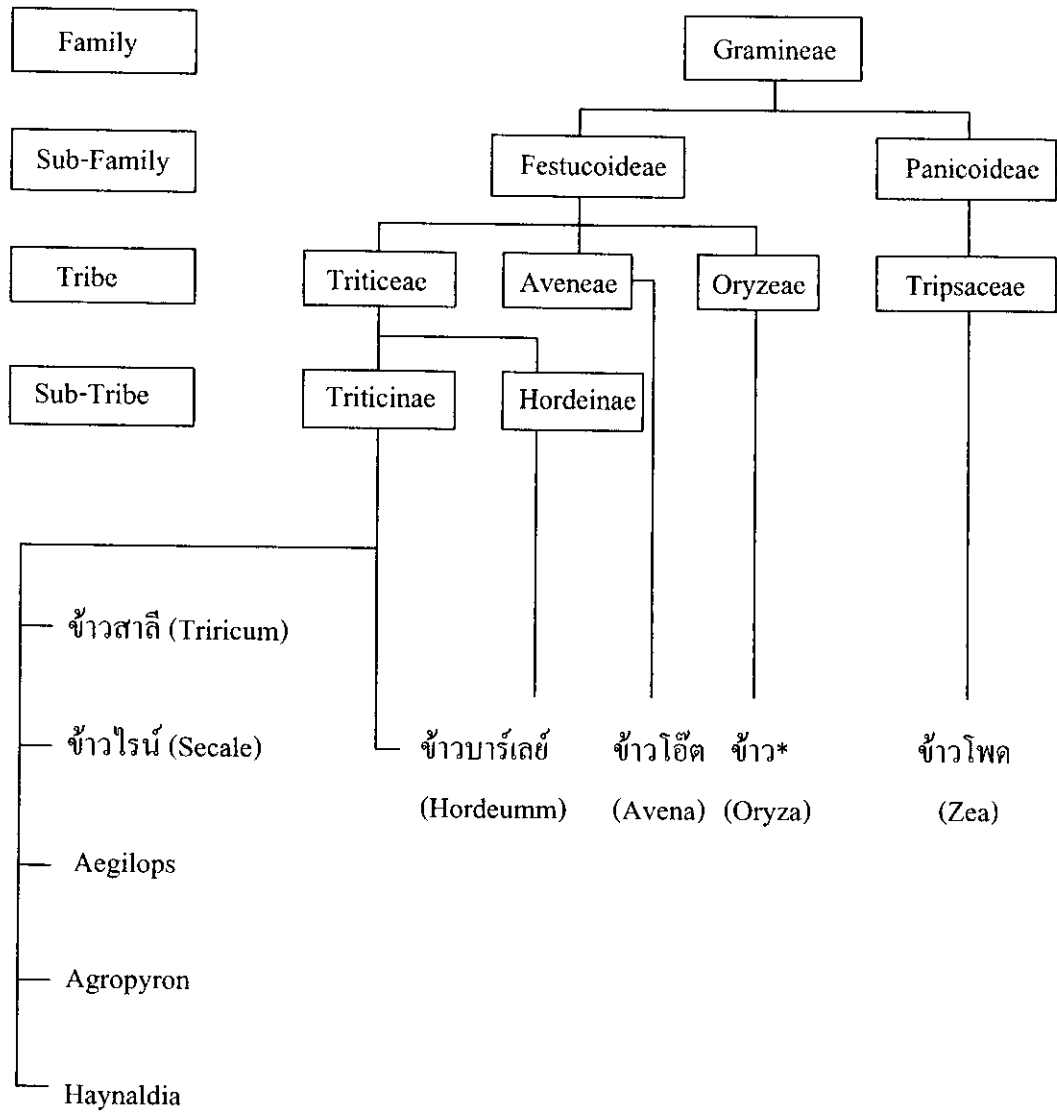 Family
Gramineae
Sub-Family
Festucoideae
Panicoideae
Tribe
Triticeae
Aveneae
Oryzeae
Tripsaceae
Sub-Tribe
Triticinae
Hordeinae
ข้าวสาลี (Triricum)
ข้าวไรน์ (Secale)
ข้าวบาร์เลย์
(Hordeumm)
ข้าวโอ๊ต
(Avena)
ข้าว*
(Oryza)
ข้าวโพด
(Zea)
Aegilops
Agropyron
Haynaldia